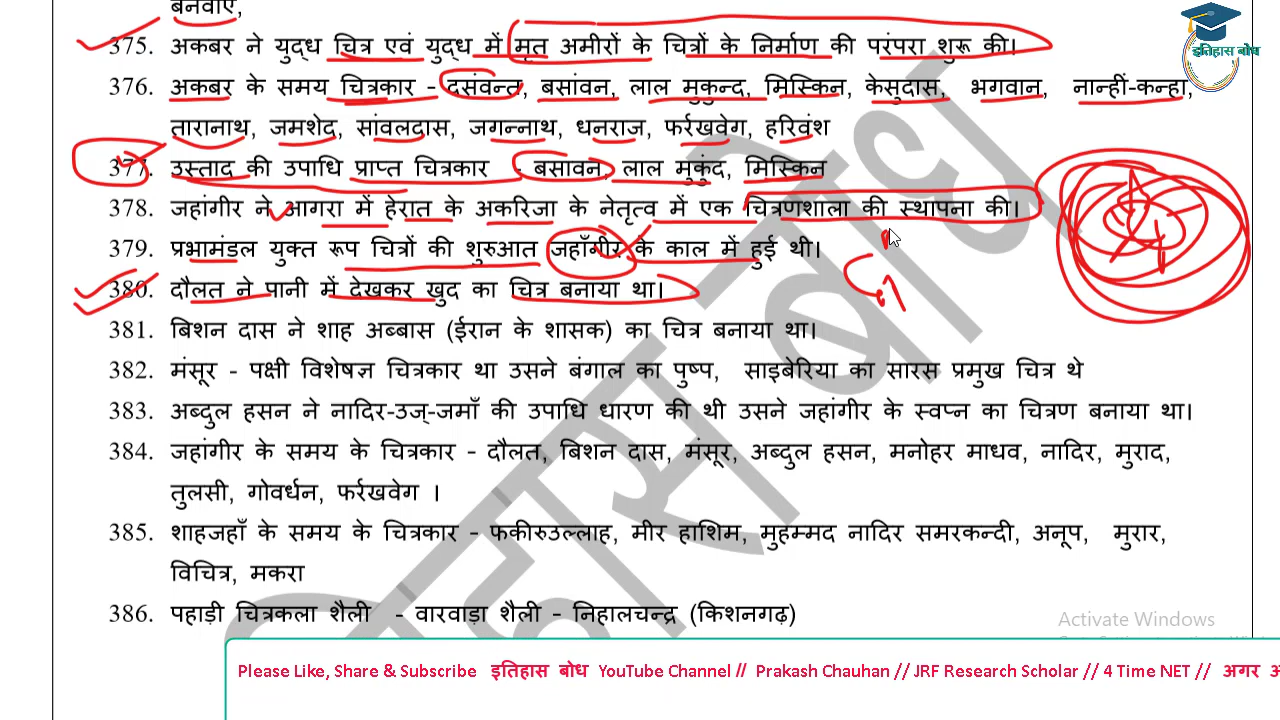 बनवाए,
375. अकबर ने युद्ध चित्र एवं युद्ध में मृत अमीरों के चित्रों के निर्माण की परंपरा शुरू की।
इतिहास बोध
376. अकबर के समय चित्रकार - दसंवन्त, बसांवन, लाल मुकुन्द, मिस्किन, केसुदास, भगवान, नान्हीं-कन्हा,
तारानाथ, जमशेद, सांवलदास, जगन्नाथ, धनराज, फर्रखवेग, हरिवंश
377. उस्ताद की उपाधि प्राप्त चित्रकार - बसावन, लाल मुकुंद, मिस्किन
378. जहांगीर ने आगरा में हेरात के अकरिजा के नेतृत्व में एक चित्रणशाला की स्थापना की।
379. प्रभामंडल युक्त रूप चित्रों की शुरुआत जहाँगीर के काल में हुई थी।
380. दौलत ने पानी में देखकर खुद का चित्र बनाया था।
381. बिशन दास ने शाह अब्बास (ईरान के शासक) का चित्र बनाया था।
382. मंसूर - पक्षी विशेषज्ञ चित्रकार था उसने बंगाल का पुष्प, साइबेरिया का सारस प्रमुख चित्र थे
383. अब्दुल हसन ने नादिर-उज्-जमाँ की उपाधि धारण की थी उसने जहांगीर के स्वप्न का चित्रण बनाया था।
384. जहांगीर के समय के चित्रकार - दौलत, बिशन दास, मंसूर, अब्दुल हसन, मनोहर माधव, नादिर, मुराद,
तुलसी, गोवर्धन, फर्रखवेग ।
385. शाहजहाँ के समय के चित्रकार - फकीरुउल्लाह, मीर हाशिम, मुहम्मद नादिर समरकन्दी, अनूप, मुरार,
विचित्र, मकरा
386. पहाड़ी चित्रकला शैली - वारवाड़ा शैली - निहालचन्द्र (किशनगढ़)
इतिहास बोध
Activate Windows
Please Like, Share & Subscribe इतिहास बोध YouTube Channel // Prakash Chauhan // JRF Research Scholar // 4 Time NET // अगर